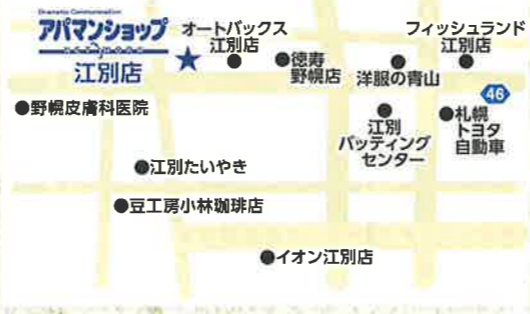 Dramatic Communication
アパマンショップ
NETWORK
江別店
オートバックス
江別店
徳寿
野幌店
洋服の青山
フィッシュランド
江別店
46
野幌皮膚科医院
江別
バッティング
センター
札幌
トヨタ
自動車
江別たいやき
豆工房小林珈琲店
イオン江別店